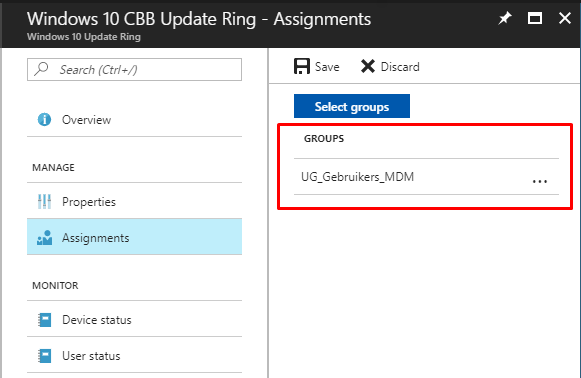 Windows 10 CBB Update Ring - Assignments
Windows 10 Update Ring
Search (Ctrl+/)
Overview
MANAGE
Properties
Assignments
MONITOR
Device status
User status
Save
Discard
Select groups
GROUPS
UG_Gebruikers_MDM
...